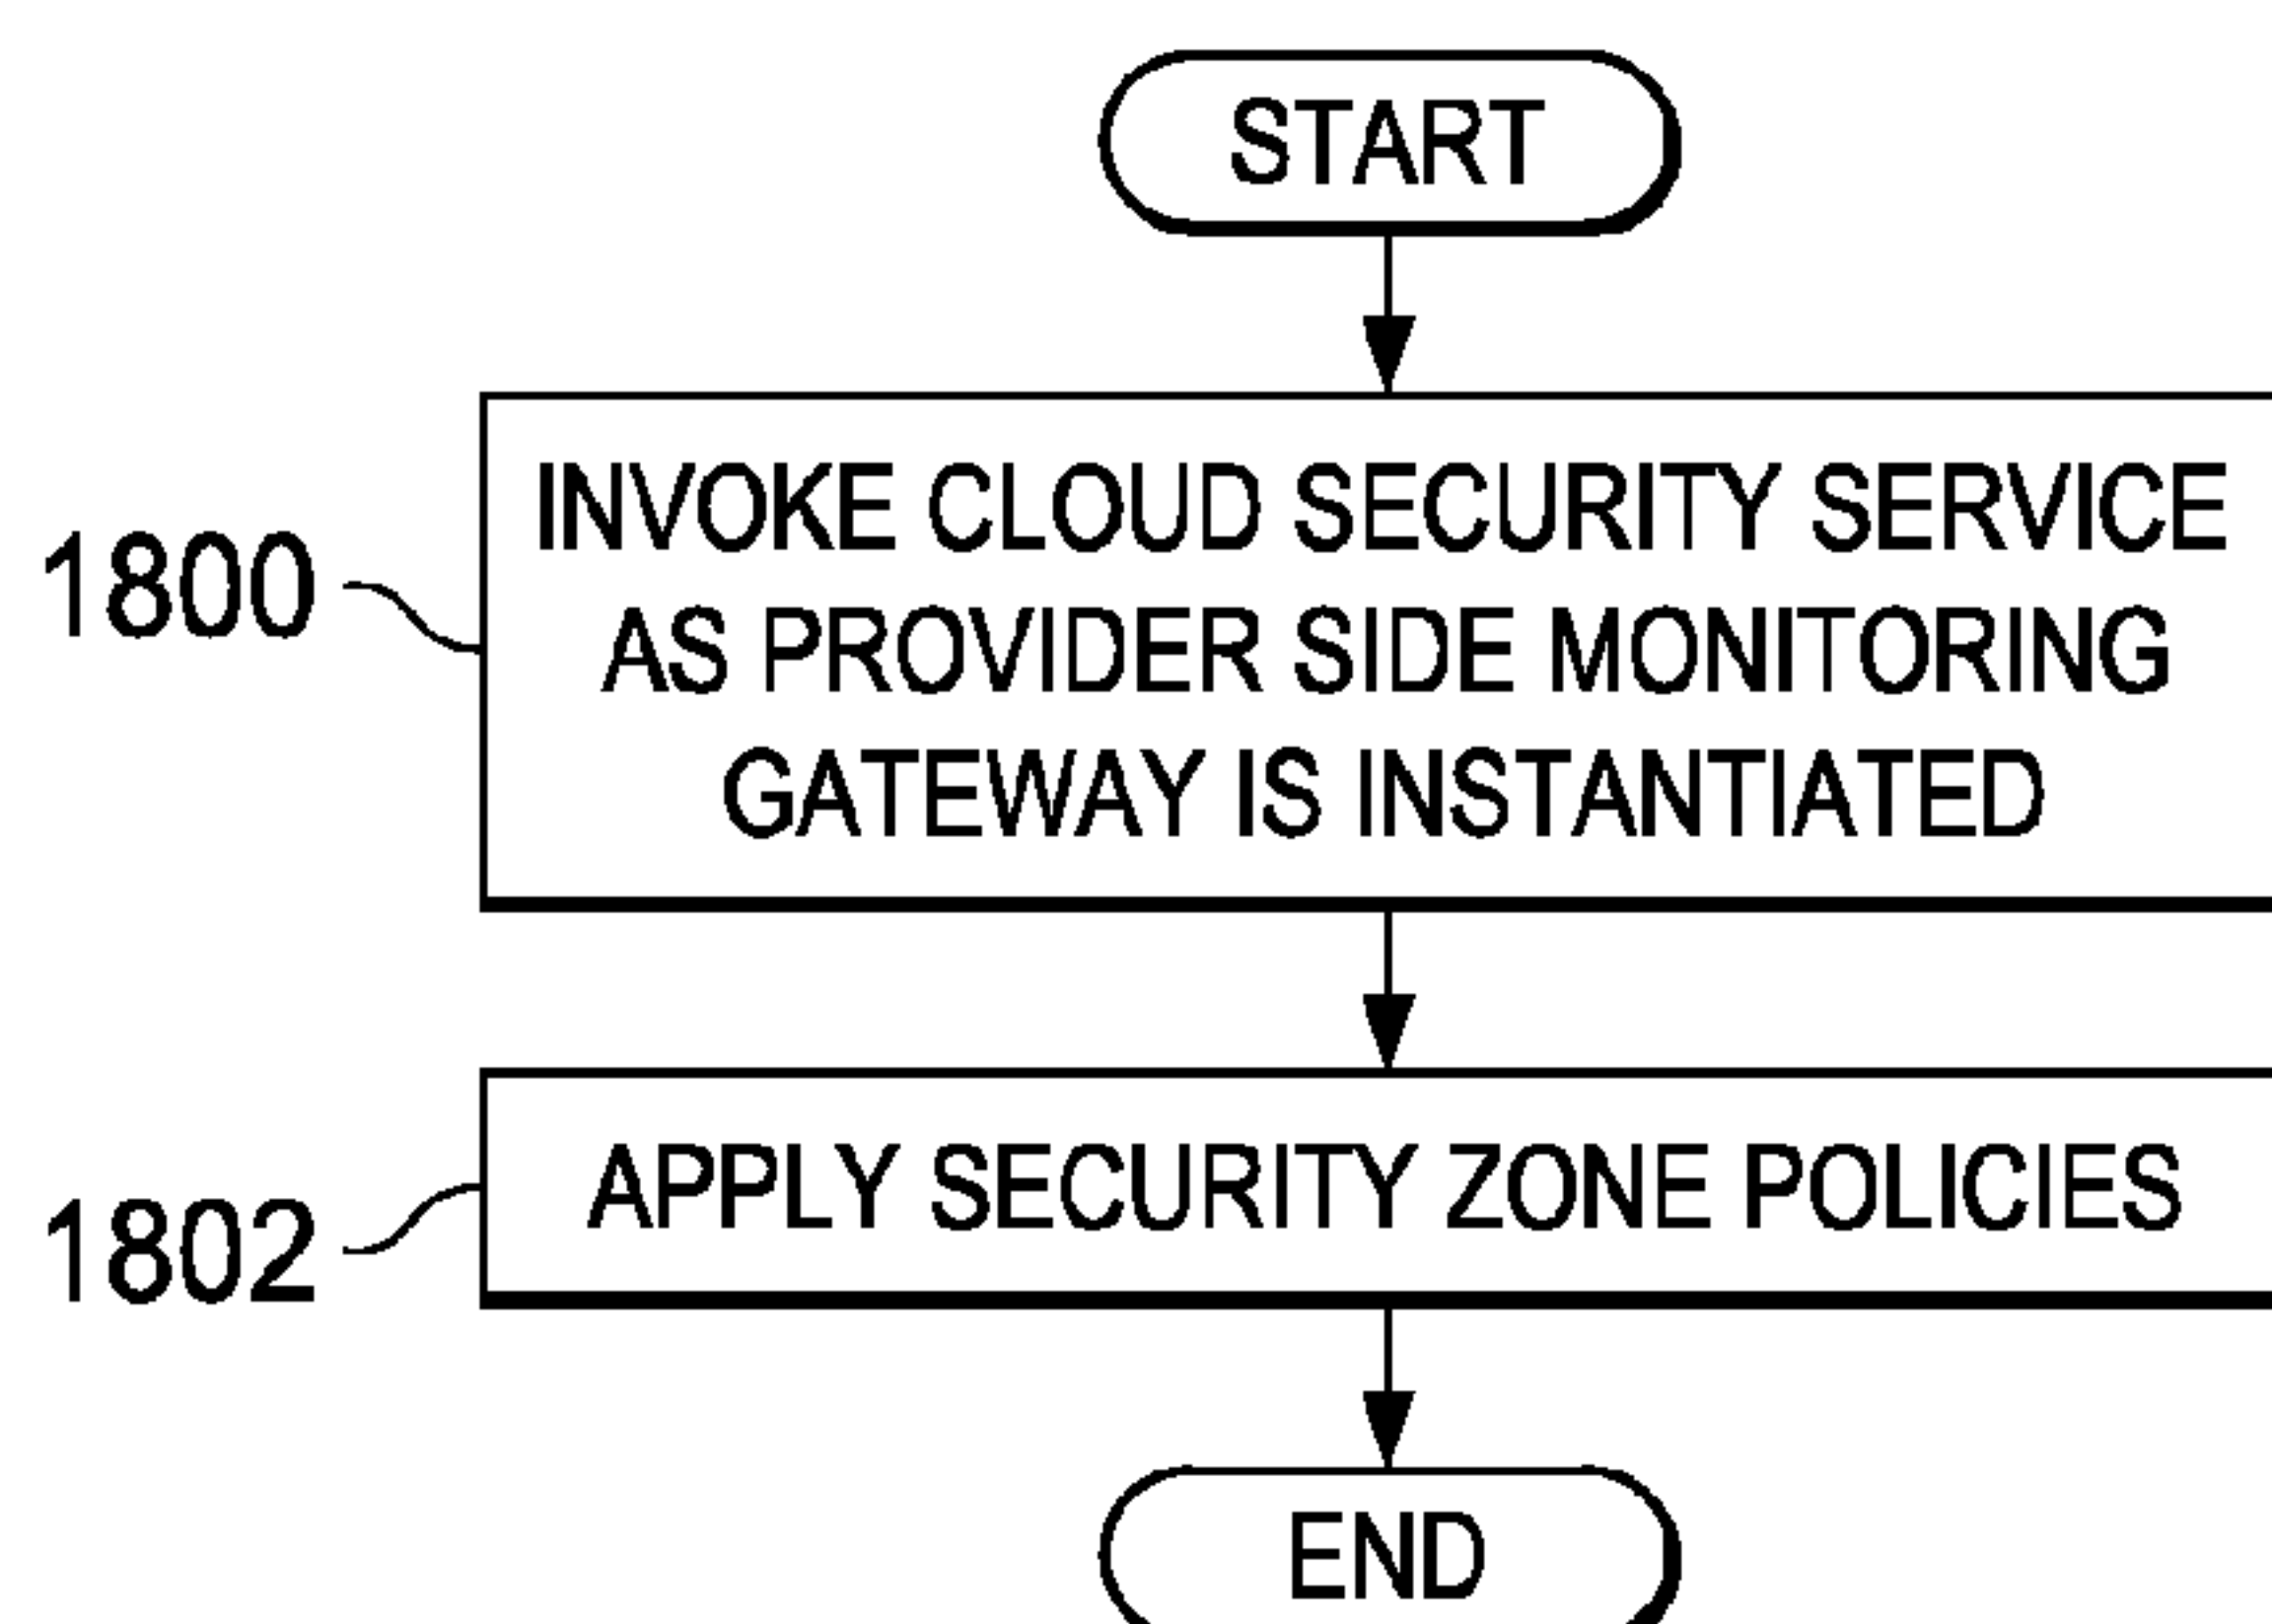 START
INVOKE CLOUD SECURITY SERVICE
AS PROVIDER SIDE MONITORING
GATEWAY IS INSTANTIATED
1800
APPLY SECURITY ZONE POLICIES
1802
END